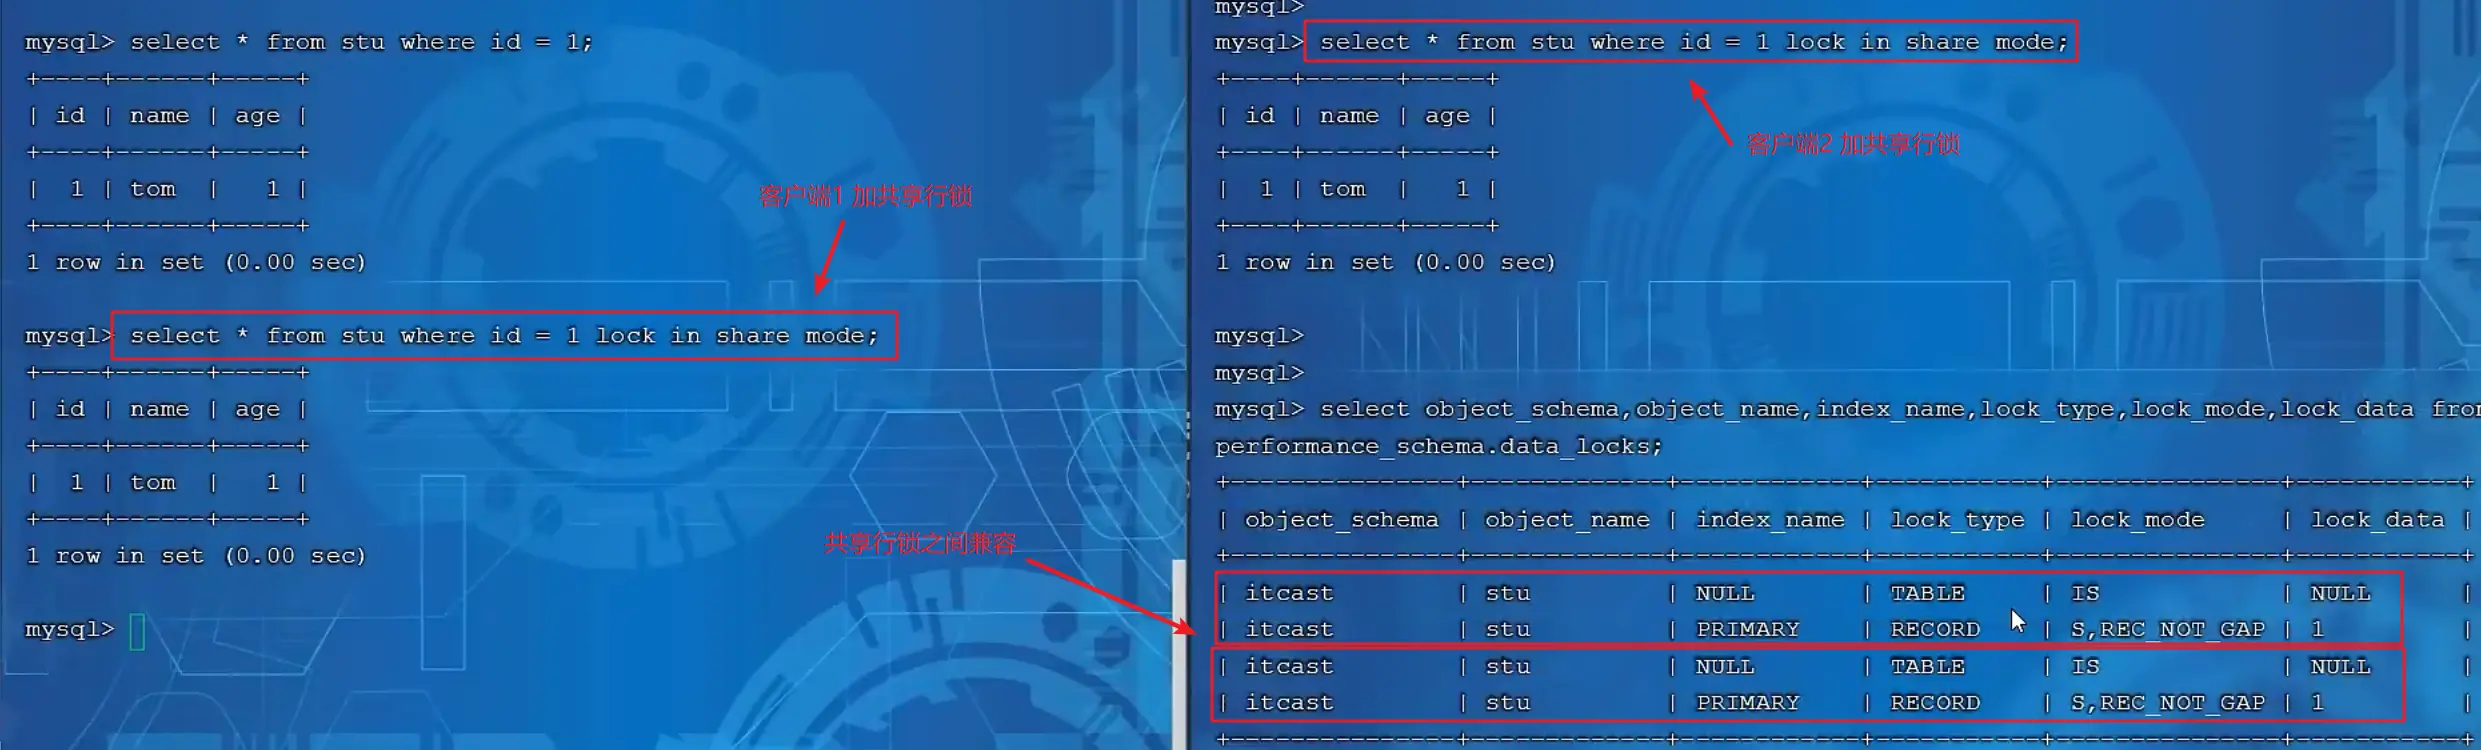 mysql> select * from stu where id = 1;
+----+------+-----+
| id | name | age |
+----+------+-----+
|  1 | tom  |   1 |
+----+------+-----+
1 row in set (0.00 sec)
客户端1 加共享行锁
mysql> select * from stu where id = 1 lock in share mode;
+----+------+-----+
| id | name | age |
+----+------+-----+
|  1 | tom  |   1 |
+----+------+-----+
1 row in set (0.00 sec)
共享行锁之间兼容
mysql>
mysql>
mysql> select * from stu where id = 1 lock in share mode;
+----+------+-----+
| id | name | age |
客户端2 加共享行锁
+----+------+-----+
|  1 | tom  |   1 |
+----+------+-----+
1 row in set (0.00 sec)
mysql>
mysql>
mysql> select object_schema,object_name,index_name,lock_type,lock_mode,lock_data from
performance_schema.data_locks;
+---------------+-------------+------------+-----------+---------------+-----------+
| object_schema | object_name | index_name | lock_type | lock_mode     | lock_data |
+---------------+-------------+------------+-----------+---------------+-----------+
| itcast        | stu         | NULL       | TABLE     | IS            | NULL      |
| itcast        | stu         | PRIMARY    | RECORD    | S,REC_NOT_GAP | 1         |
| itcast        | stu         | NULL       | TABLE     | IS            | NULL      |
| itcast        | stu         | PRIMARY    | RECORD    | S,REC_NOT_GAP | 1         |
+---------------+-------------+------------+-----------+---------------+-----------+